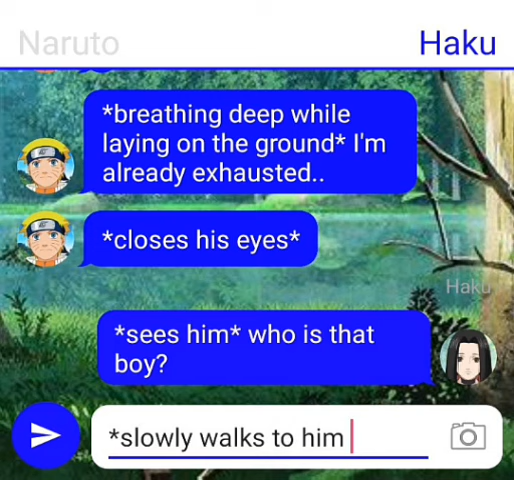 Naruto
Haku
*breathing deep while
laying on the ground* I'm
already exhausted..
*closes his eyes*
Haku
*sees him* who is that
boy?
*slowly walks to him